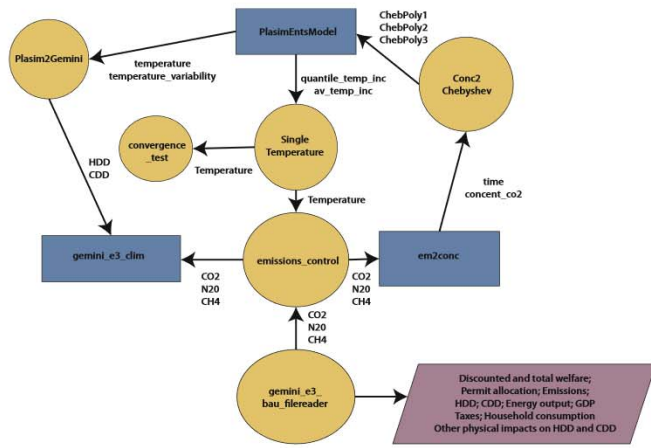 ChebPoly1
ChebPoly2
ChebPoly3
PlasimEntsModel
Plasim2Gemini
temperature
temperature_variability
Conc2
Chebyshev
quantile_temp_inc
av_temp_inc
convergence
_test
Single
Temperature
HDD
CDD
Temperature
Temperature
time
concent_co2
gemini_e3_clim
emissions_control
em2conc
CO2
N20
CH4
CO2
N20
CH4
CO2
N20
CH4
gemini_e3_
bau_filereader
Discounted and total welfare;
Permit allocation; Emissions;
HDD; CDD; Energy output; GDP
Taxes; Household consumption
Other physical impacts on HDD and CDD